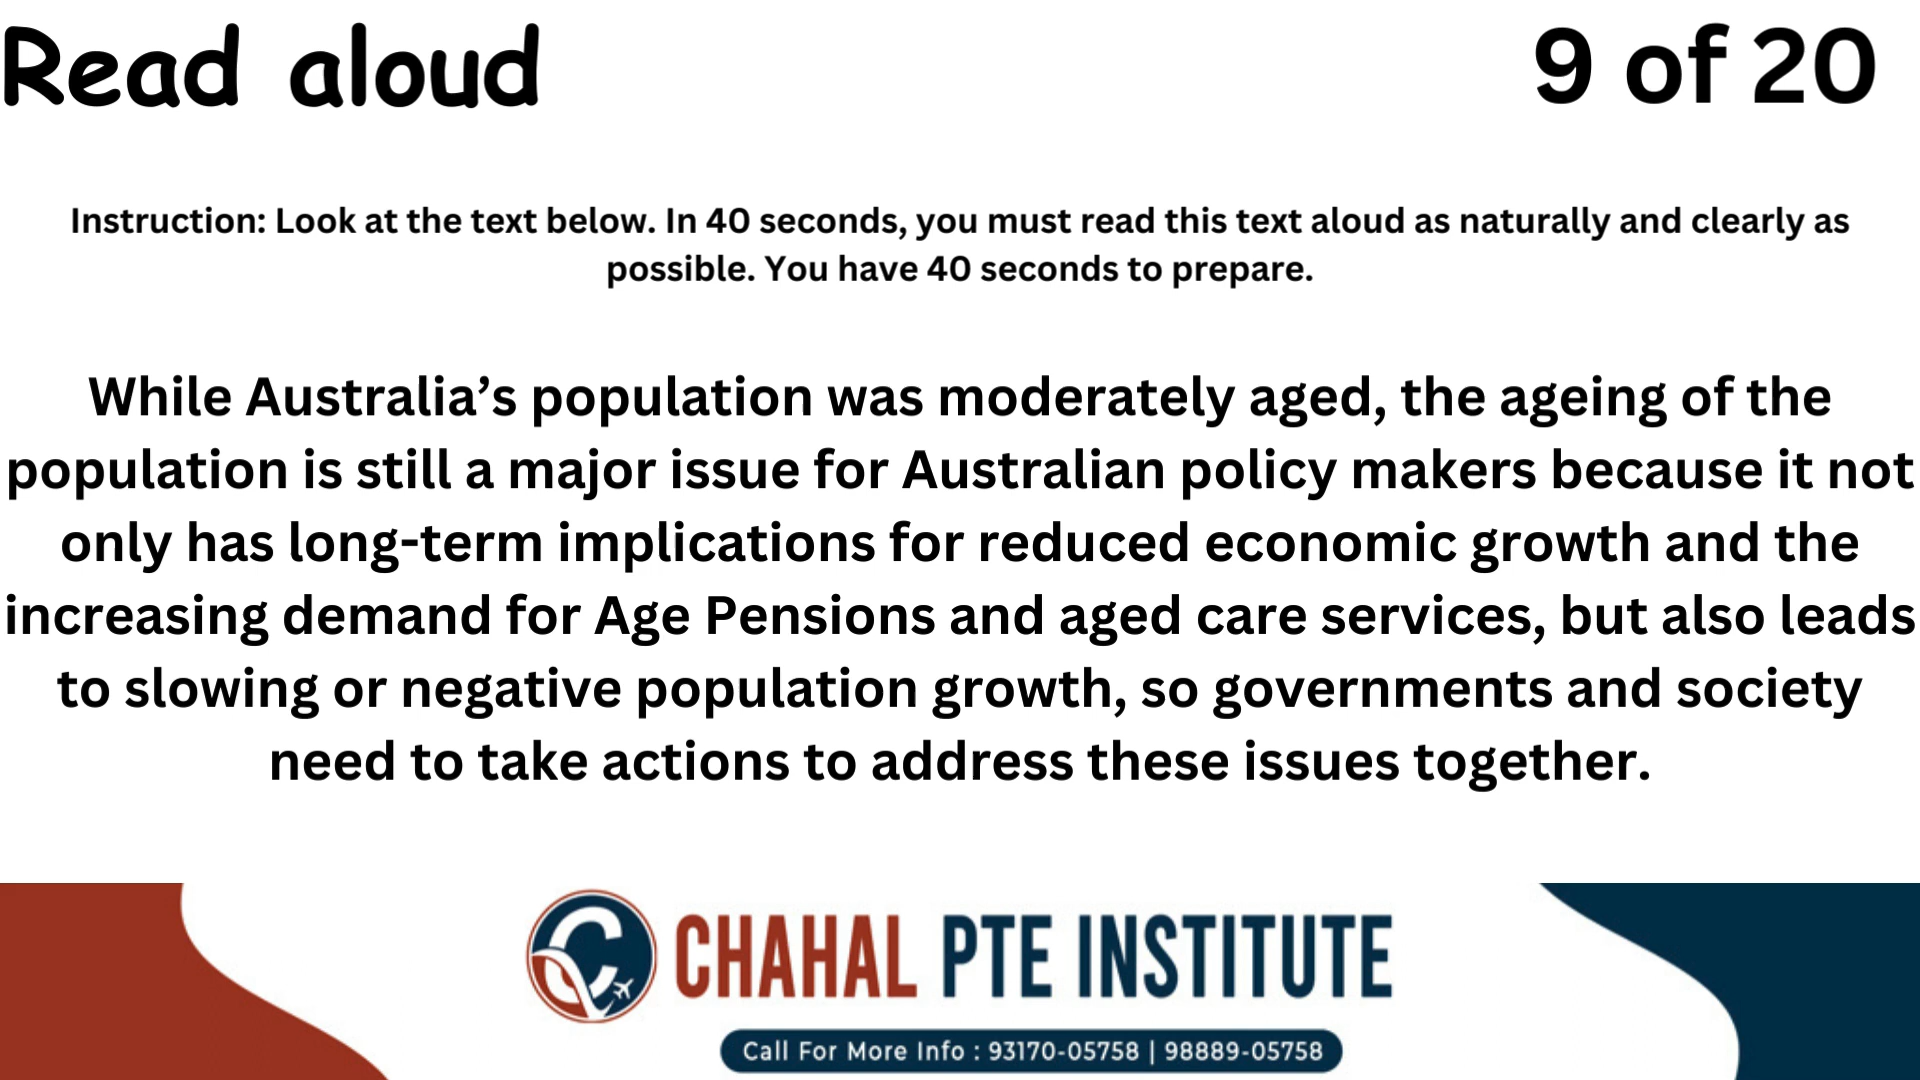 Read aloud
9 of 20
Instruction: Look at the text below. In 40 seconds, you must read this text aloud as naturally and clearly as
possible. You have 40 seconds to prepare.
While Australia’s population was moderately aged, the ageing of the
population is still a major issue for Australian policy makers because it not
only has long-term implications for reduced economic growth and the
increasing demand for Age Pensions and aged care services, but also leads
to slowing or negative population growth, so governments and society
need to take actions to address these issues together.
CHAHAL PTE INSTITUTE
Call For More Info : 93170-05758 | 98889-05758